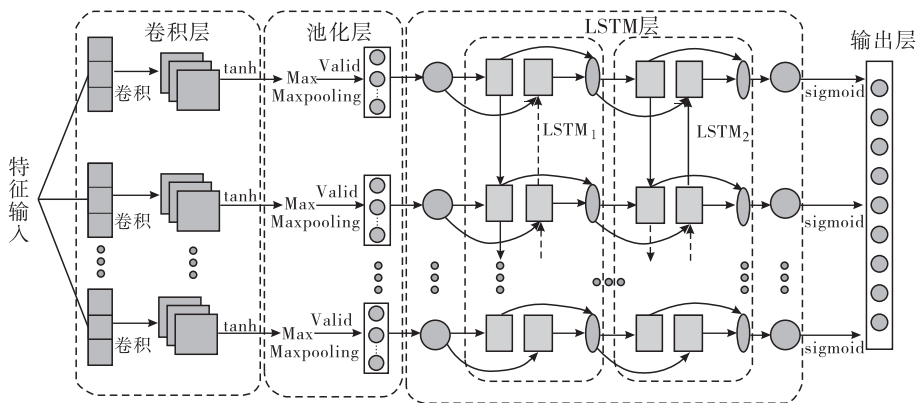 卷积层
池化层
LSTM层
输出层
特征输入
卷积
tanh
Max
Valid
Maxpooling
LSTM1
LSTM2
sigmoid
卷积
tanh
Max
Valid
Maxpooling
sigmoid
卷积
tanh
Max
Valid
Maxpooling
sigmoid